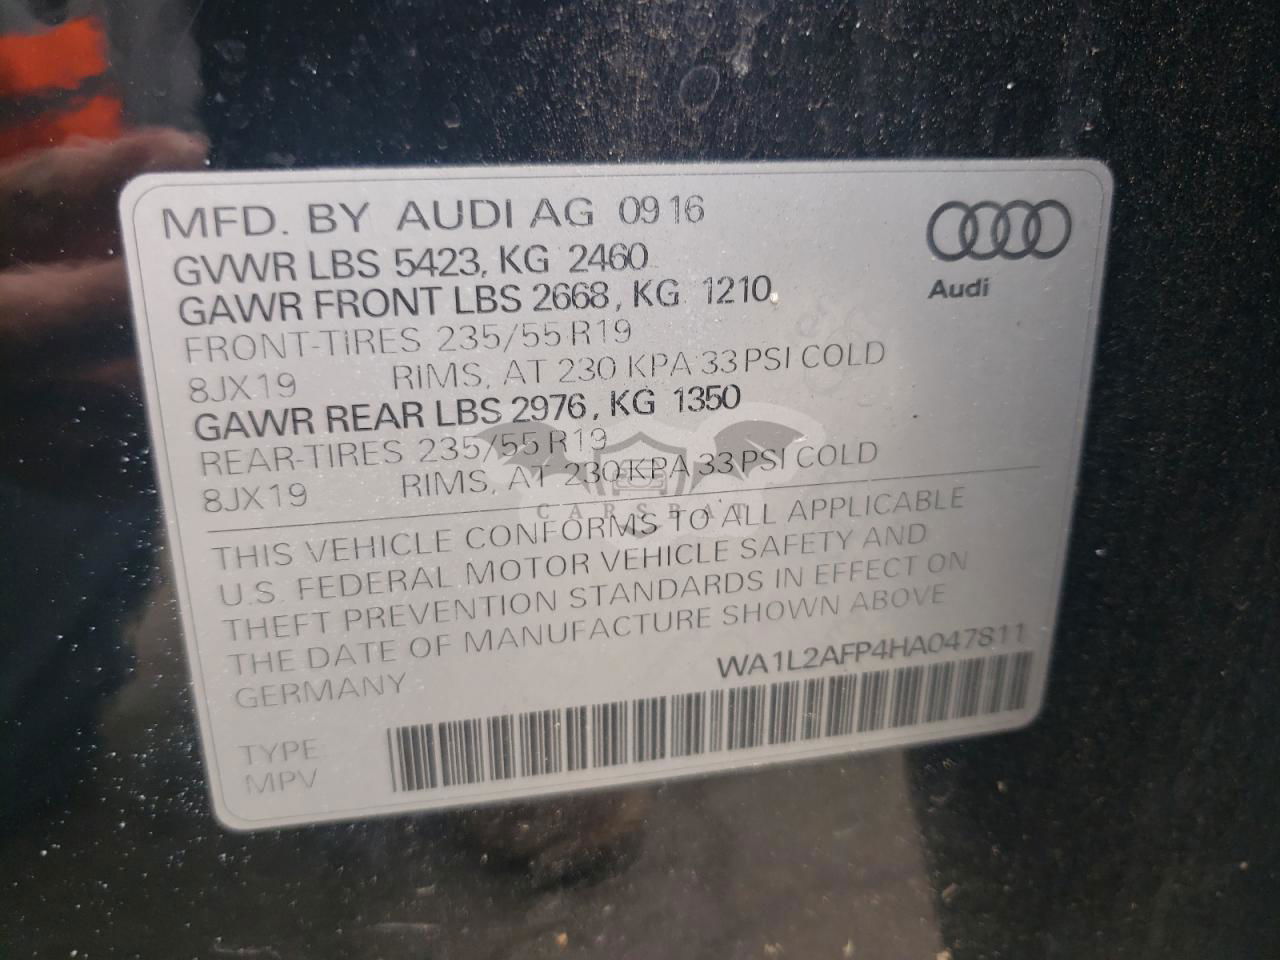 MFD. BY AUDI AG 09 16
GVWR LBS 5423, KG 2460
GAWR FRONT LBS 2668, KG 1210,
FRONT-TIRES 235/55 R19
8JX19 RIMS, AT 230 KPA 33 PSI COLD
GAWR REAR LBS 2976, KG 1350
REAR-TIRES 235/55 R19
8JX19 RIMS, AT 230 KPA 33 PSI COLD
Audi
CARSBAT
THIS VEHICLE CONFORMS TO ALL APPLICABLE
U.S. FEDERAL MOTOR VEHICLE SAFETY AND
THEFT PREVENTION STANDARDS IN EFFECT ON
THE DATE OF MANUFACTURE SHOWN ABOVE
GERMANY
WA1L2AFP4HA047811
TYPE:
MPV